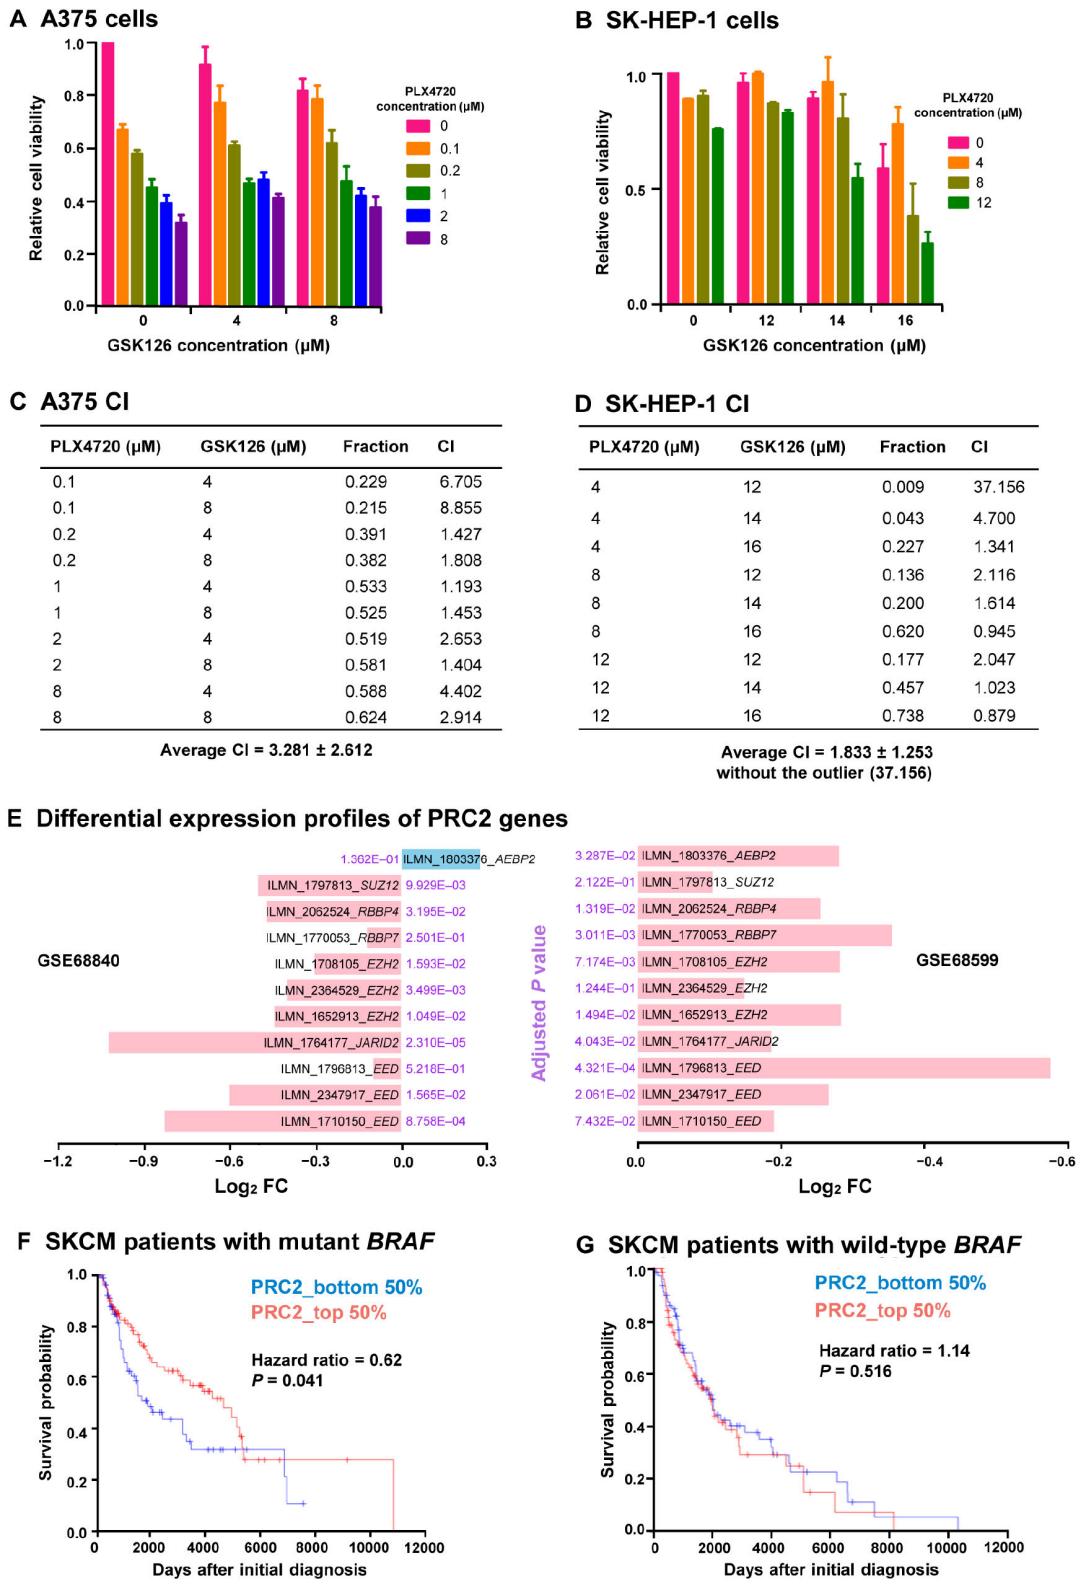 A A375 cells
1.0
0.8
0.6
0.4
0.2
0.0
Relative cell viability
0 4 8
GSK126 concentration (µM)
PLX4720
concentration (µM)
0
0.1
0.2
1
2
8
B SK-HEP-1 cells
1.0
0.5
0.0
Relative cell viability
0 12 14 16
GSK126 concentration (µM)
PLX4720
concentration (µM)
0
4
8
12
C A375 CI
PLX4720 (µM) GSK126 (µM) Fraction CI
0.1 4 0.229 6.705
0.1 8 0.215 8.855
0.2 4 0.391 1.427
0.2 8 0.382 1.808
1 4 0.533 1.193
1 8 0.525 1.453
2 4 0.519 2.653
2 8 0.581 1.404
8 4 0.588 4.402
8 8 0.624 2.914
Average CI = 3.281 ± 2.612
D SK-HEP-1 CI
PLX4720 (µM) GSK126 (µM) Fraction CI
4 12 0.009 37.156
4 14 0.043 4.700
4 16 0.227 1.341
8 12 0.136 2.116
8 14 0.200 1.614
8 16 0.620 0.945
12 12 0.177 2.047
12 14 0.457 1.023
12 16 0.738 0.879
Average CI = 1.833 ± 1.253
without the outlier (37.156)
E Differential expression profiles of PRC2 genes
GSE68840
1.362E–01 ILMN_1803376_AEBP2
ILMN_1797813_SUZ12 9.929E–03
ILMN_2062524_RBBP4 3.195E–02
ILMN_1770053_RBBP7 2.501E–01
ILMN_1708105_EZH2 1.593E–02
ILMN_2364529_EZH2 3.499E–03
ILMN_1652913_EZH2 1.049E–02
ILMN_1764177_JARID2 2.310E–05
ILMN_1796813_EED 5.218E–01
ILMN_2347917_EED 1.565E–02
ILMN_1710150_EED 8.758E–04
−1.2 −0.9 −0.6 −0.3 0.0 0.3
Log₂ FC
Adjusted P value
3.287E–02 ILMN_1803376_AEBP2
2.122E–01 ILMN_1797813_SUZ12
1.319E–02 ILMN_2062524_RBBP4
3.011E–03 ILMN_1770053_RBBP7
7.174E–03 ILMN_1708105_EZH2
1.244E–01 ILMN_2364529_EZH2
1.494E–02 ILMN_1652913_EZH2
4.043E–02 ILMN_1764177_JARID2
4.321E–04 ILMN_1796813_EED
2.061E–02 ILMN_2347917_EED
7.432E–02 ILMN_1710150_EED
GSE68599
0.0 −0.2 −0.4 −0.6
Log₂ FC
F SKCM patients with mutant BRAF
1.0
0.8
0.6
0.4
0.2
0.0
Survival probability
PRC2_bottom 50%
PRC2_top 50%
Hazard ratio = 0.62
P = 0.041
0 2000 4000 6000 8000 10000 12000
Days after initial diagnosis
G SKCM patients with wild-type BRAF
1.0
0.8
0.6
0.4
0.2
0.0
Survival probability
PRC2_bottom 50%
PRC2_top 50%
Hazard ratio = 1.14
P = 0.516
0 2000 4000 6000 8000 10000 12000
Days after initial diagnosis